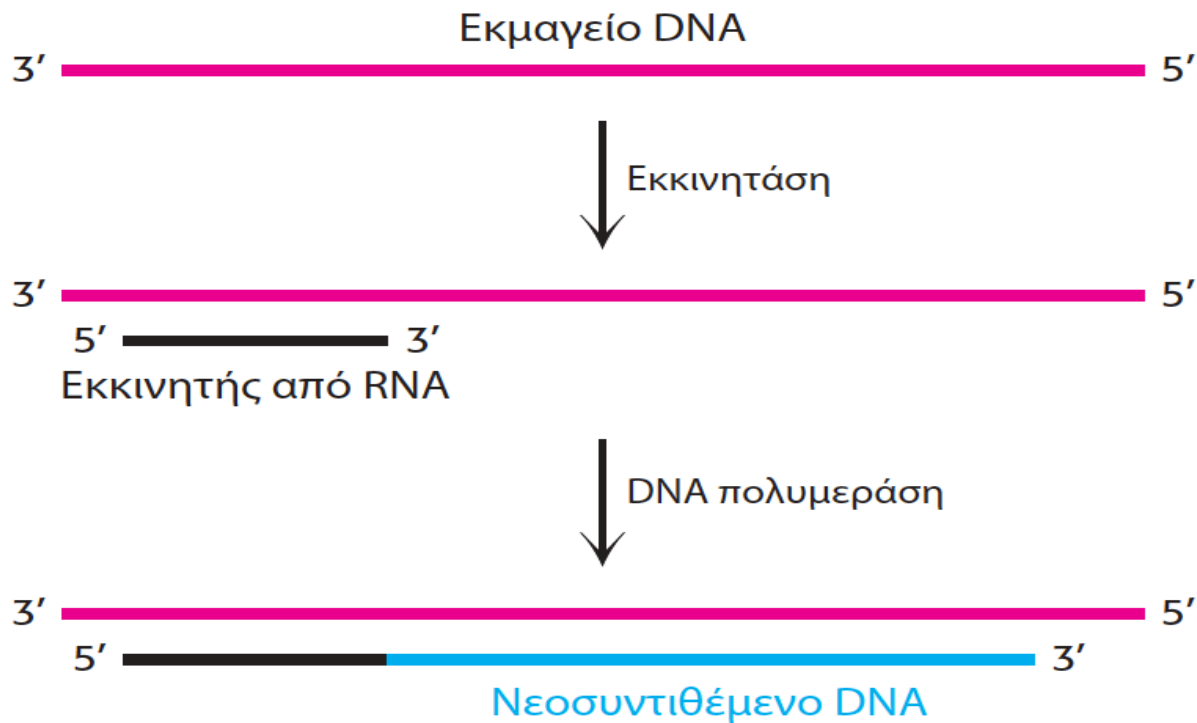 Εκμαγείο DNA
3′ 5′
Εκκινητάση
3′ 5′
5′ 3′
Εκκινητής από RNA
DNA πολυμεράση
3′ 5′
5′ 3′
Νεοσυντιθέμενο DNA